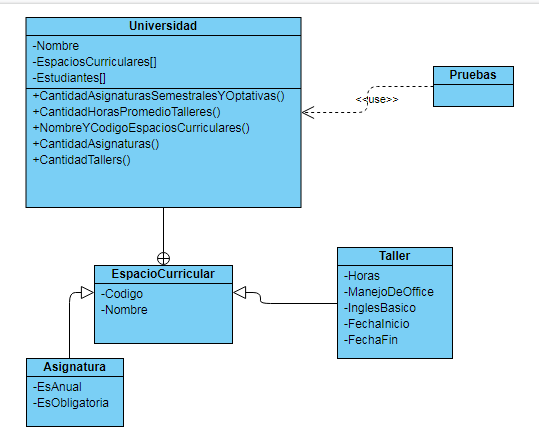 Universidad
-Nombre
-EspaciosCurriculares[]
-Estudiantes[]
+CantidadAsignaturasSemestralesYOptativas()
+CantidadHorasPromedioTalleres()
+NombreYCodigoEspaciosCurriculares()
+CantidadAsignaturas()
+CantidadTallers()
Pruebas
<<use>>
EspacioCurricular
-Codigo
-Nombre
Taller
-Horas
-ManejoDeOffice
-InglesBasico
-FechaInicio
-FechaFin
Asignatura
-EsAnual
-EsObligatoria